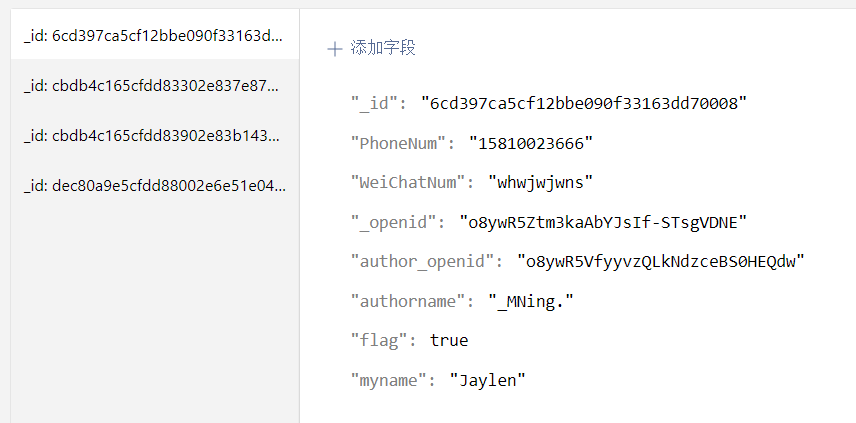 _id: 6cd397ca5cf12bbe090f33163d...
_id: cbdb4c165cfdd83302e837e87...
_id: cbdb4c165cfdd83902e83b143...
_id: dec80a9e5cfdd88002e6e51e04...
+ 添加字段
"_id": "6cd397ca5cf12bbe090f33163dd70008"
"PhoneNum": "15810023666"
"WeiChatNum": "whwjwjwns"
"_openid": "o8ywR5Ztm3kaAbYJsIf-STsgVDNE"
"author_openid": "o8ywR5VfyyvzQLkNdzceBS0HEQdw"
"authorname": "_MNing."
"flag": true
"myname": "Jaylen"